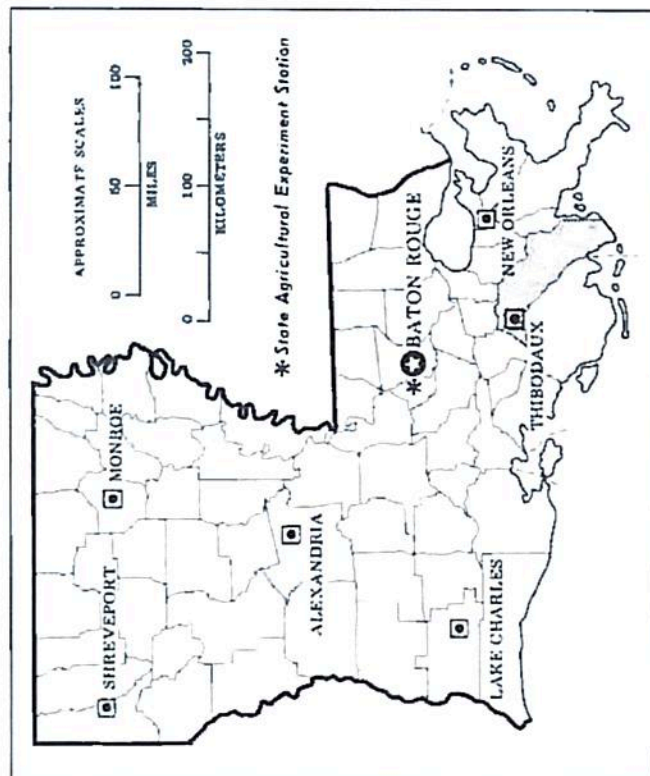 APPROXIMATE SCALES
0 50 100
MILES
0 100 200
KILOMETERS
*State Agricultural Experiment Station
SHREVEPORT
MONROE
ALEXANDRIA
LAKE CHARLES
*
BATON ROUGE
NEW ORLEANS
THIBODAUX